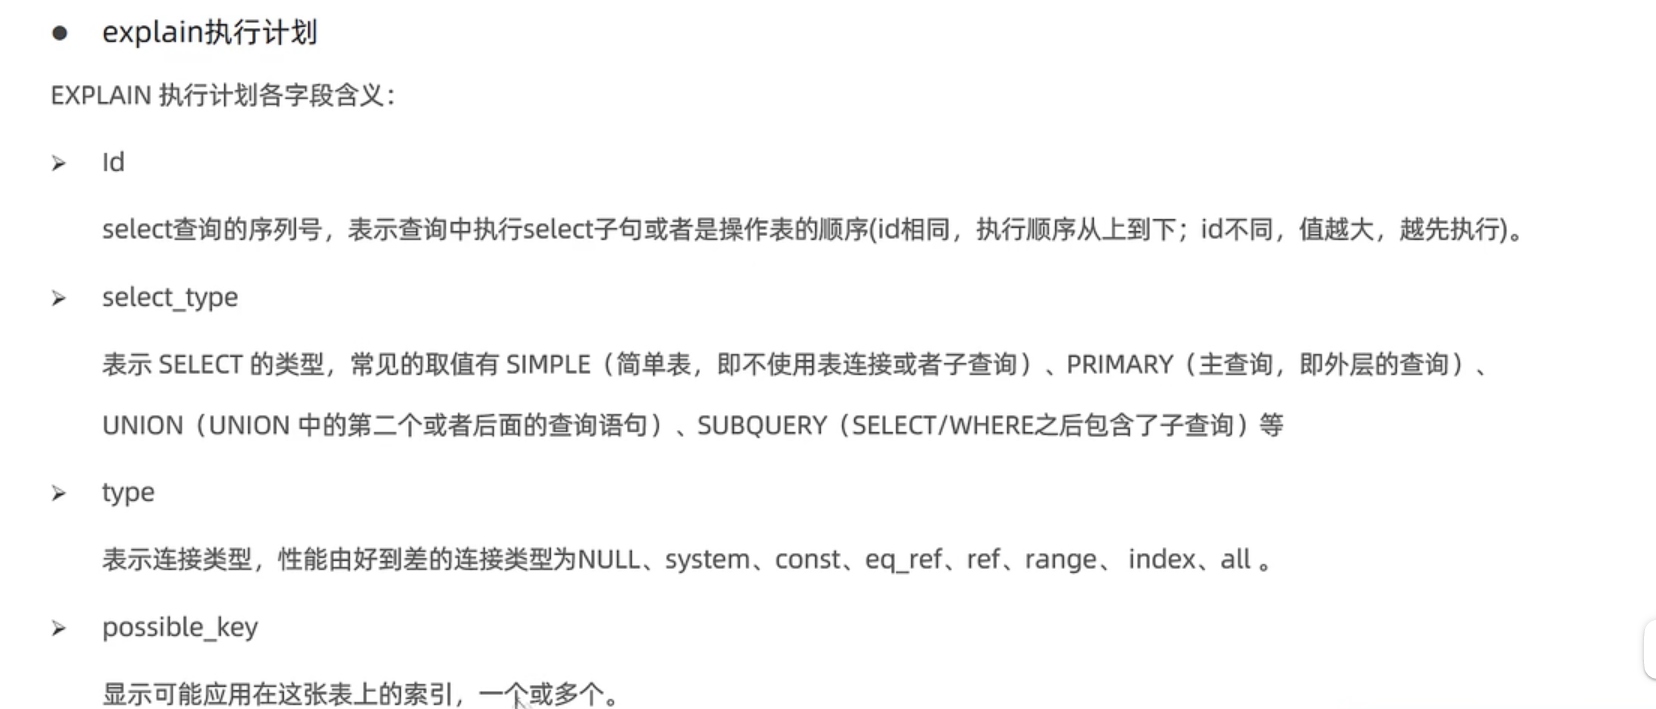 ● explain执行计划
EXPLAIN 执行计划各字段含义：
➢ Id
select查询的序列号，表示查询中执行select子句或者是操作表的顺序(id相同，执行顺序从上到下；id不同，值越大，越先执行)。
➢ select_type
表示 SELECT 的类型，常见的取值有 SIMPLE（简单表，即不使用表连接或者子查询）、PRIMARY（主查询，即外层的查询）、
UNION（UNION 中的第二个或者后面的查询语句）、SUBQUERY（SELECT/WHERE之后包含了子查询）等
➢ type
表示连接类型，性能由好到差的连接类型为NULL、system、const、eq_ref、ref、range、 index、all 。
➢ possible_key
显示可能应用在这张表上的索引，一个或多个。